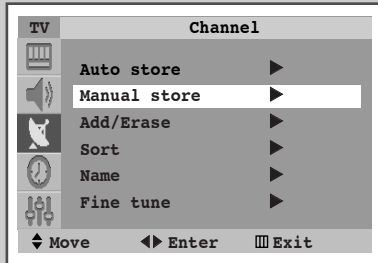 TV Channel
Auto store
Manual store
Add/Erase
Sort
Name
Fine tune
Move Enter Exit